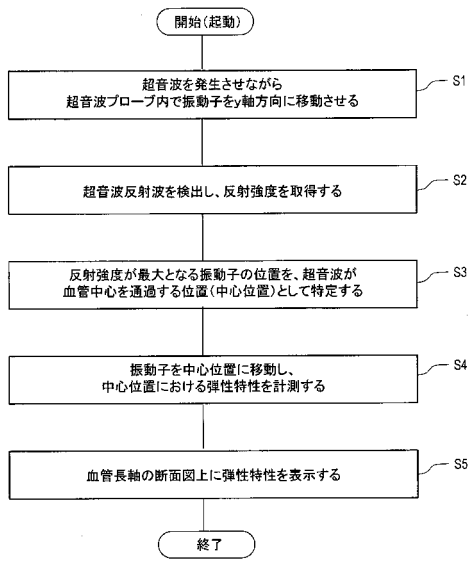 開始(起動)
S1
超音波を発生させながら
超音波プローブ内で振動子をy軸方向に移動させる
S2
超音波反射波を検出し、反射強度を取得する
S3
反射強度が最大となる振動子の位置を、超音波が
血管中心を通過する位置(中心位置)として特定する
S4
振動子を中心位置に移動し、
中心位置における弾性特性を計測する
S5
血管長軸の断面図上に弾性特性を表示する
終了